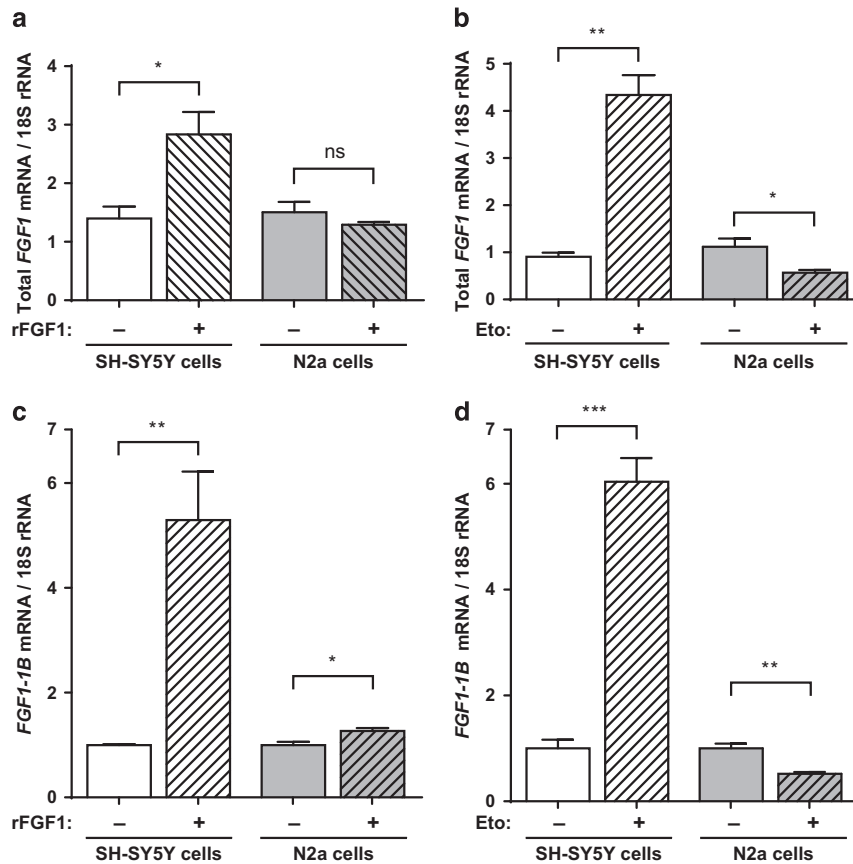 a
Total FGF1 mRNA / 18S rRNA
4
3
2
1
0
*
ns
rFGF1: – + – +
SH-SY5Y cells N2a cells
b
Total FGF1 mRNA / 18S rRNA
5
4
3
2
1
0
**
*
Eto: – + – +
SH-SY5Y cells N2a cells
c
FGF1-1B mRNA / 18S rRNA
7
6
4
2
0
**
*
rFGF1: – + – +
SH-SY5Y cells N2a cells
d
FGF1-1B mRNA / 18S rRNA
7
6
4
2
0
***
**
Eto: – + – +
SH-SY5Y cells N2a cells